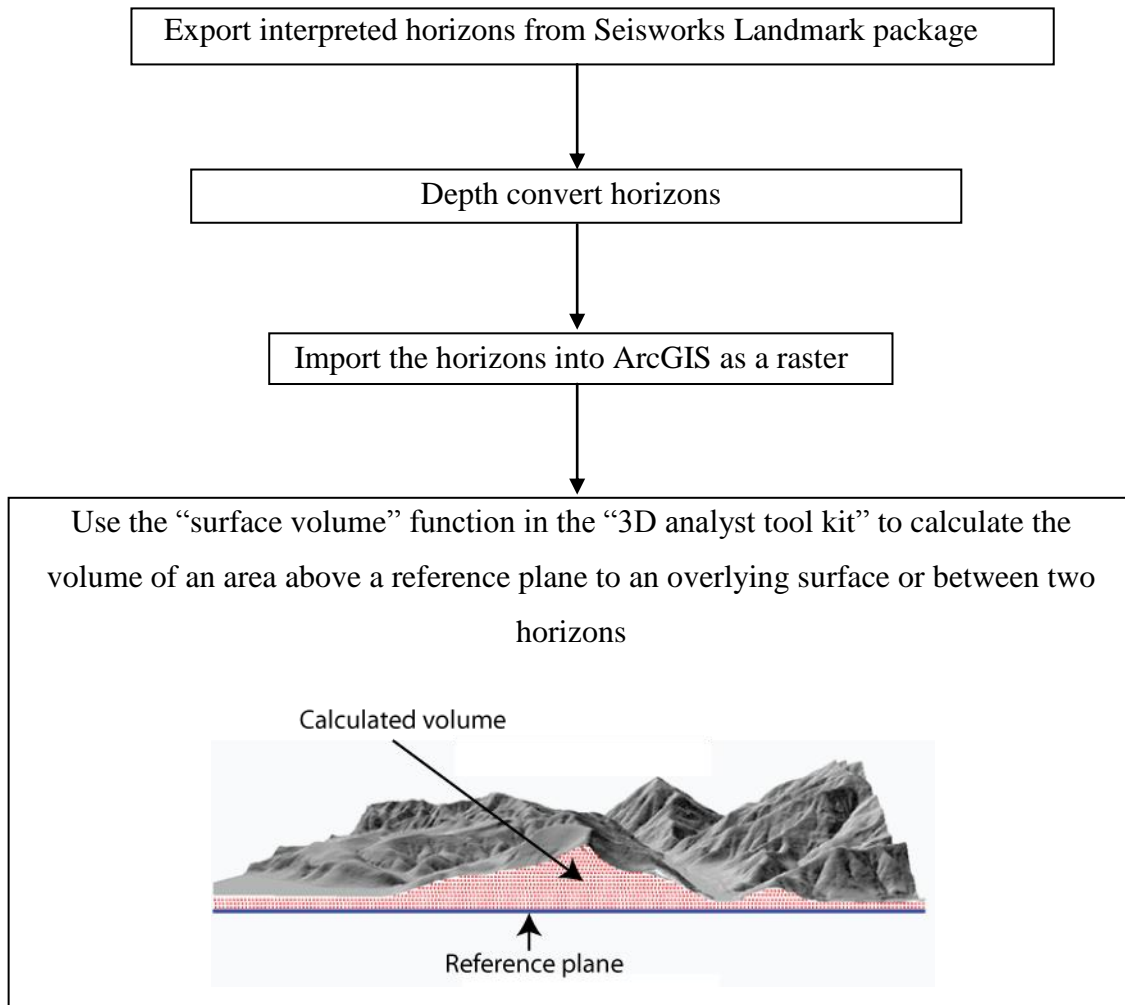 Export interpreted horizons from Seisworks Landmark package
Depth convert horizons
Import the horizons into ArcGIS as a raster
Use the “surface volume” function in the “3D analyst tool kit” to calculate the
volume of an area above a reference plane to an overlying surface or between two
horizons
Calculated volume
Reference plane